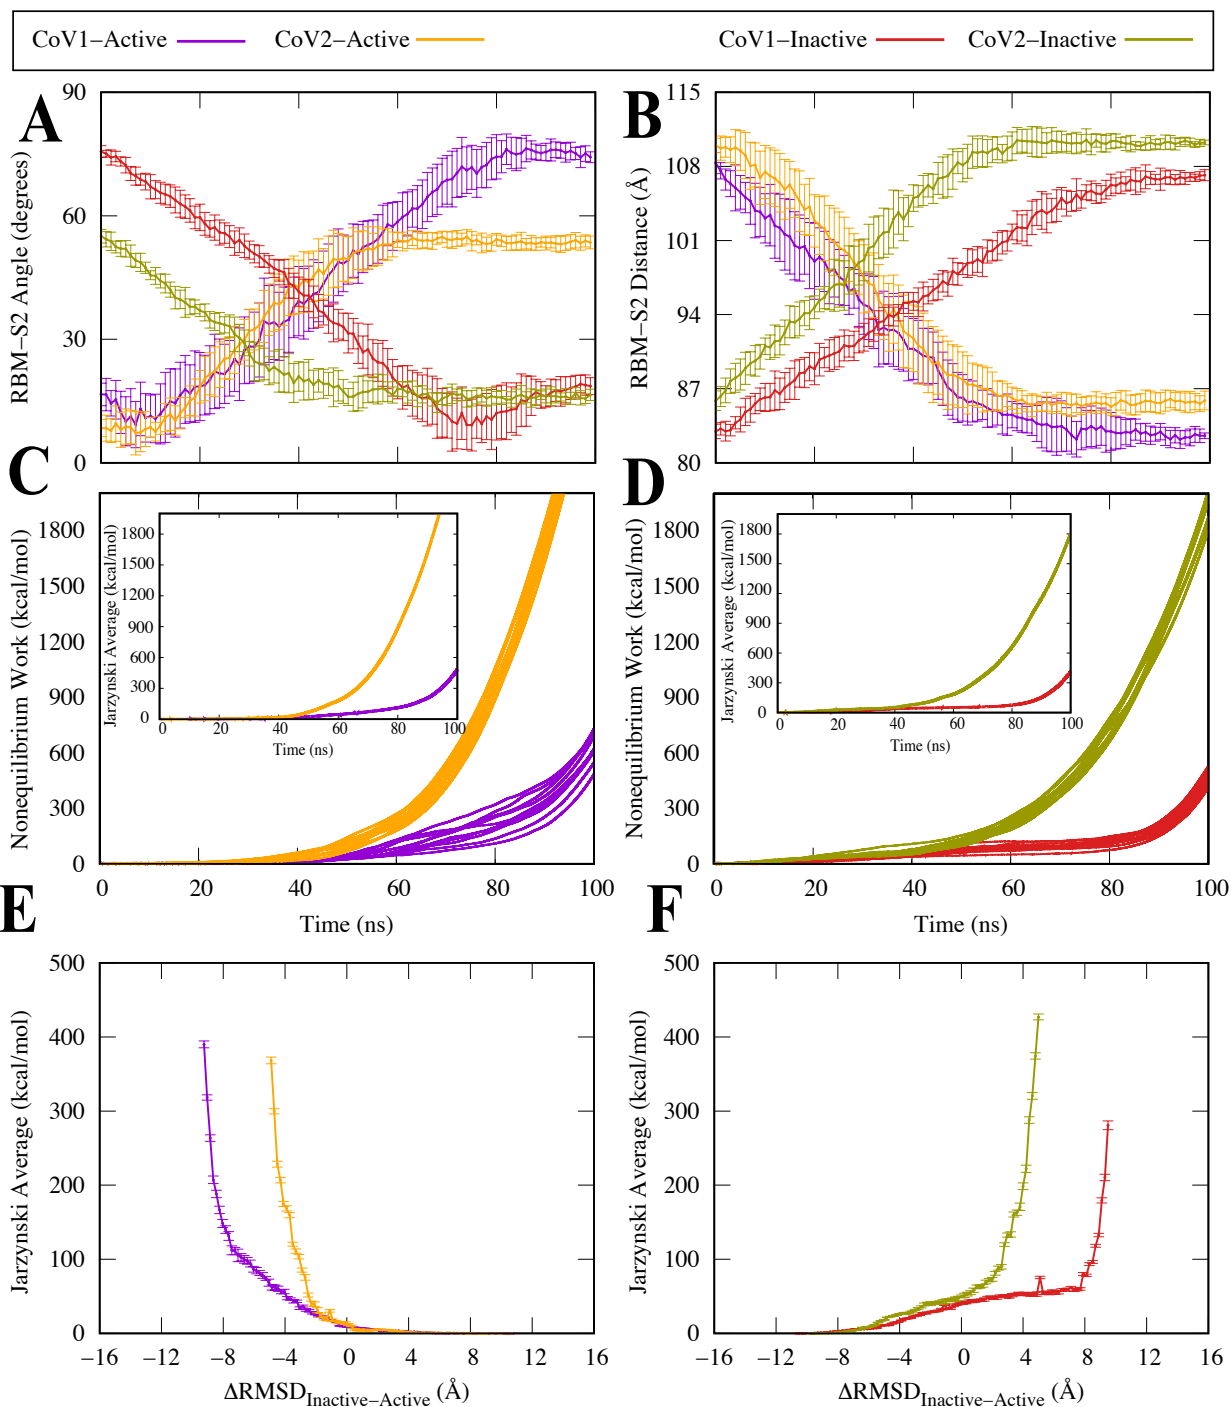 CoV1−Active CoV2−Active CoV1−Inactive CoV2−Inactive
A
RBM−S2 Angle (degrees)
90
60
30
0
B
RBM−S2 Distance (Å)
115
108
101
94
87
80
C
Nonequilibrium Work (kcal/mol)
1800
1500
1200
900
600
300
0
Jarzynski Average (kcal/mol)
1800
1500
1200
900
600
300
0
0 20 40 60 80 100
Time (ns)
0 20 40 60 80 100
Time (ns)
D
Nonequilibrium Work (kcal/mol)
1800
1500
1200
900
600
300
0
Jarzynski Average (kcal/mol)
1800
1500
1200
900
600
300
0
0 20 40 60 80 100
Time (ns)
0 20 40 60 80 100
Time (ns)
E
Jarzynski Average (kcal/mol)
500
400
300
200
100
0
−16 −12 −8 −4 0 4 8 12 16
ΔRMSD Inactive−Active (Å)
F
Jarzynski Average (kcal/mol)
500
400
300
200
100
0
−16 −12 −8 −4 0 4 8 12 16
ΔRMSD Inactive−Active (Å)